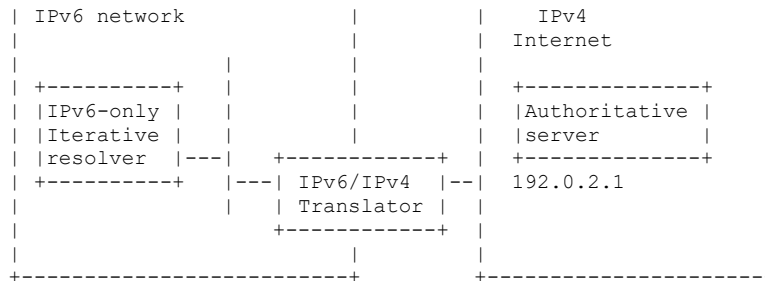 IPv6 network
IPv4
Internet
IPv6-only
Iterative
resolver
Authoritative
server
192.0.2.1
IPv6/IPv4
Translator